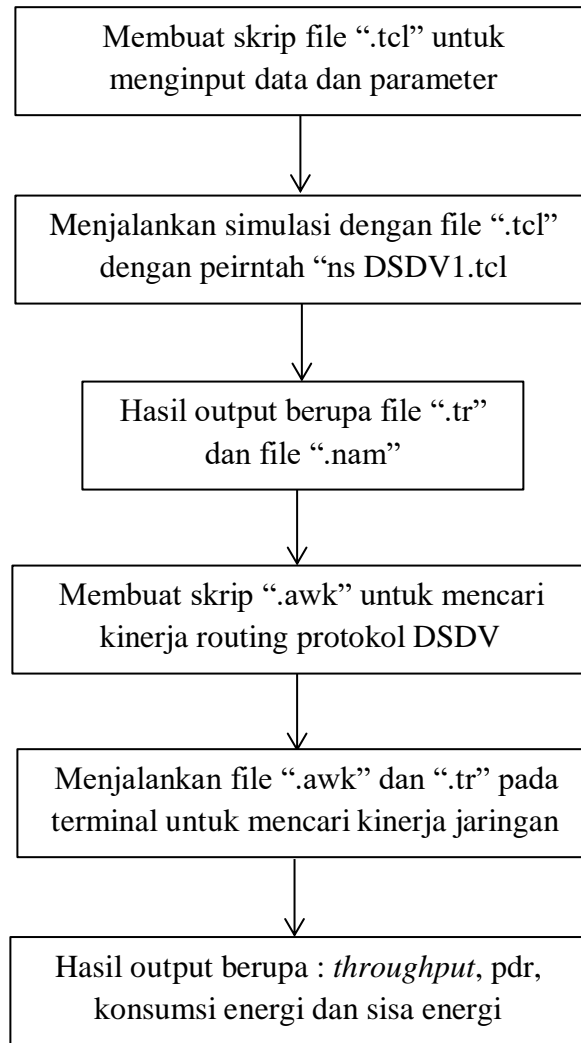 Membuat skrip file “.tcl” untuk
menginput data dan parameter
Menjalankan simulasi dengan file “.tcl”
dengan peirntah “ns DSDV1.tcl
Hasil output berupa file “.tr”
dan file “.nam”
Membuat skrip “.awk” untuk mencari
kinerja routing protokol DSDV
Menjalankan file “.awk” dan “.tr” pada
terminal untuk mencari kinerja jaringan
Hasil output berupa : throughput, pdr,
konsumsi energi dan sisa energi